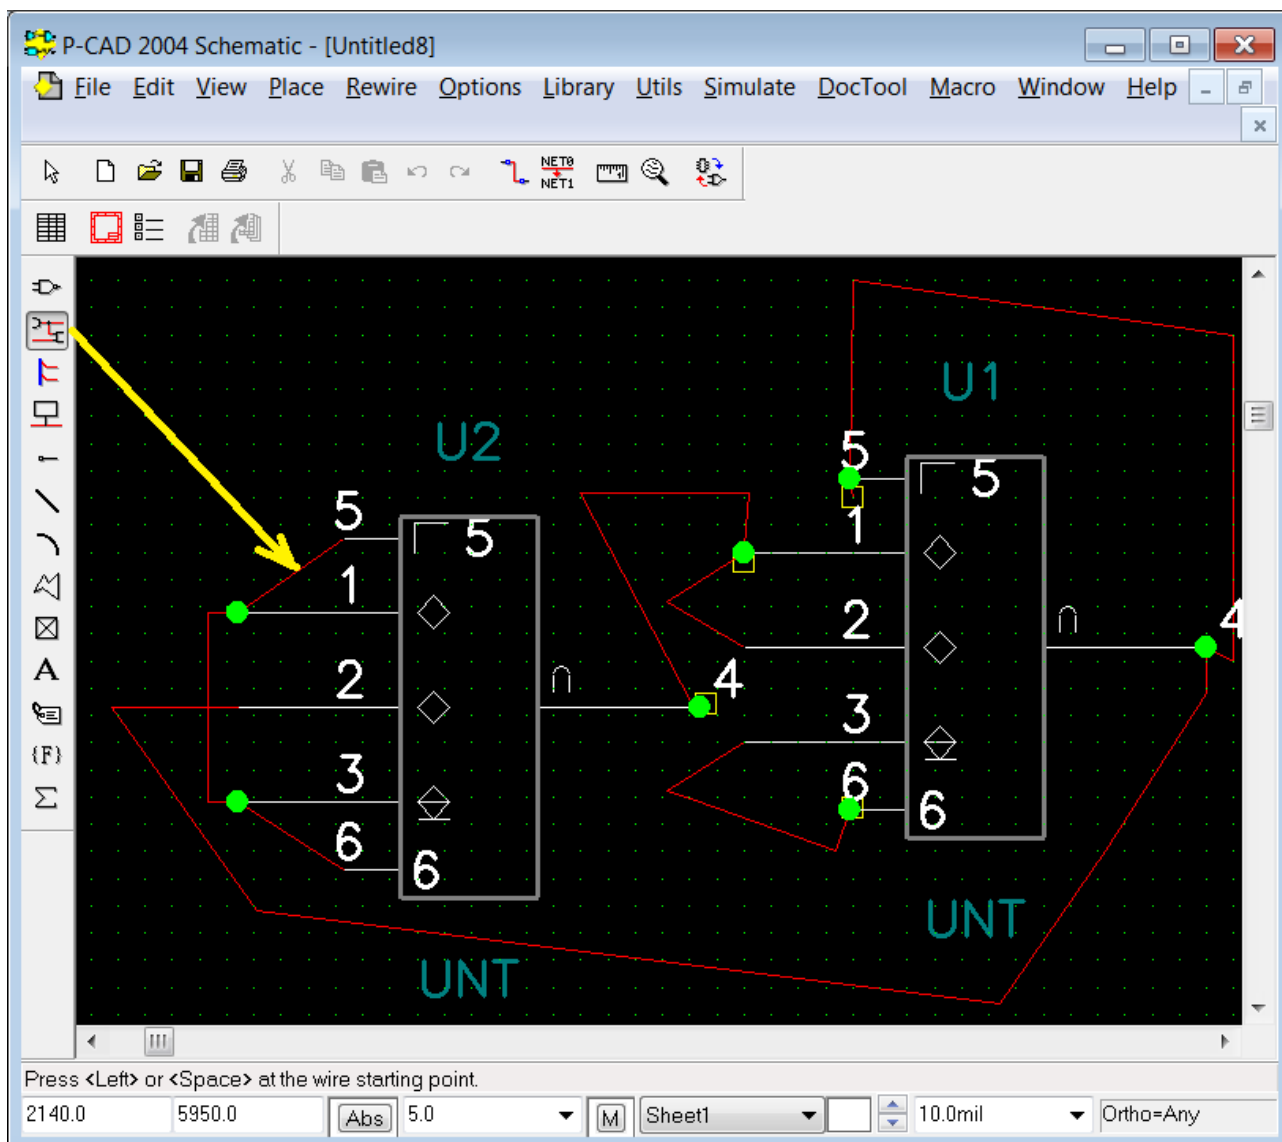 P-CAD 2004 Schematic - [Untitled8]
File Edit View Place Rewire Options Library Utils Simulate DocTool Macro Window Help
NET0
NET1
A
{F}
Σ
U1
U2
5
5
5
5
1
1
2
2
4
4
3
3
6
6
6
6
UNT
UNT
Press <Left> or <Space> at the wire starting point.
2140.0 5950.0 Abs 5.0 M Sheet1 10.0mil Ortho=Any